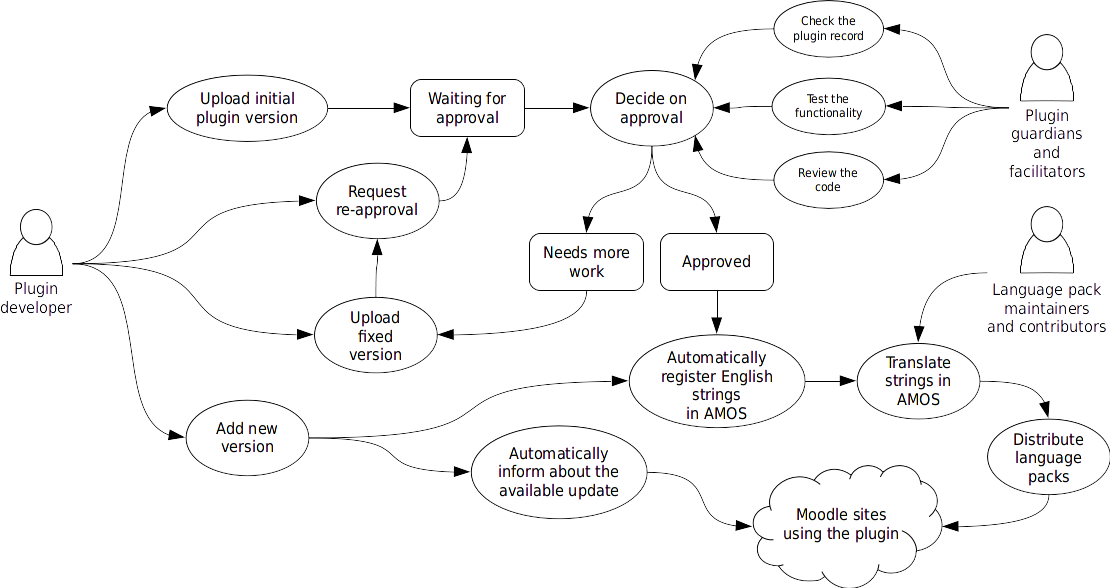 Check the
plugin record
Upload initial
plugin version
Waiting for
approval
Decide on
approval
Test the
functionality
Plugin
guardians
and
facilitators
Review the
code
Request
re-approval
Needs more
work
Approved
Plugin
developer
Language pack
maintainers
and contributors
Upload
fixed
version
Automatically
register English
strings
in AMOS
Translate
strings in
AMOS
Add new
version
Automatically
inform about the
available update
Distribute
language
packs
Moodle sites
using the plugin